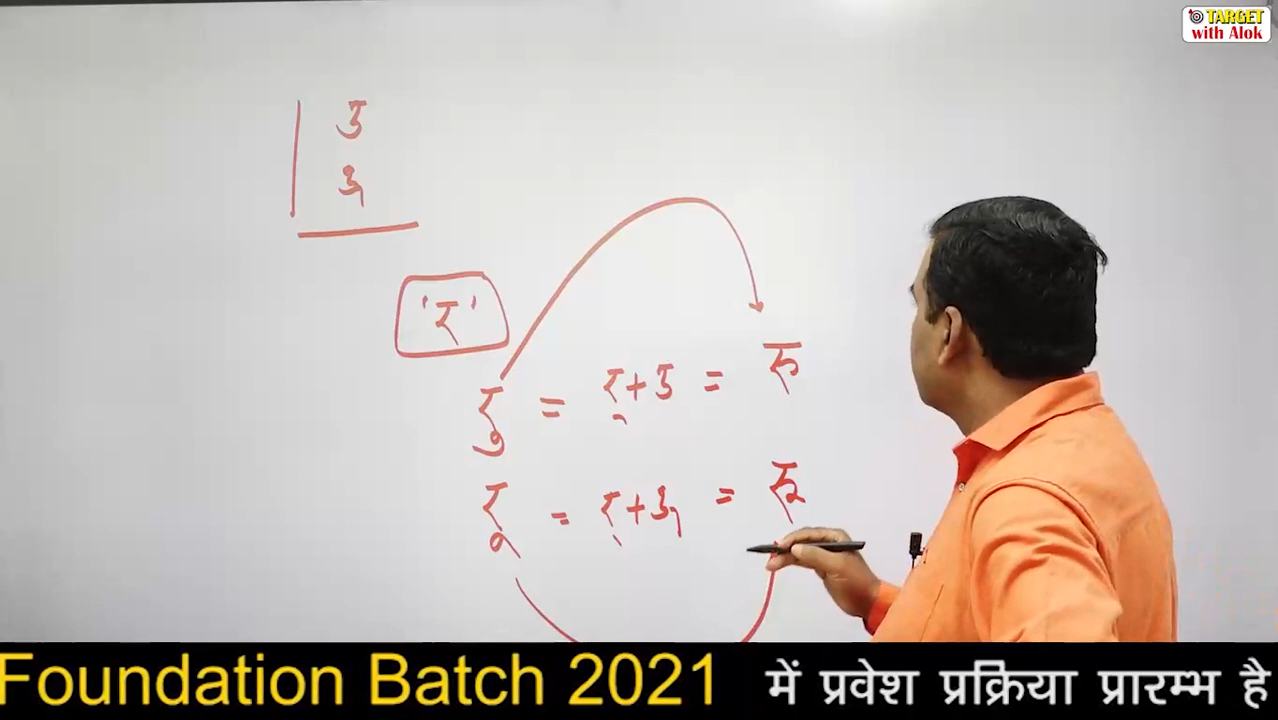 TARGET
with Alok
उ
ऊ
'र'
रु = र् + उ = रु
रू = र् + ऊ = रू
Foundation Batch 2021 में प्रवेश प्रक्रिया प्रारम्भ है